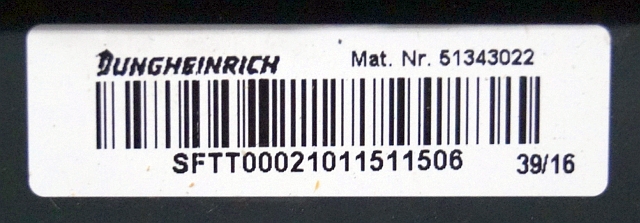 JUNGHEINRICH Mat. Nr. 51343022
SFTT00021011511506 39/16